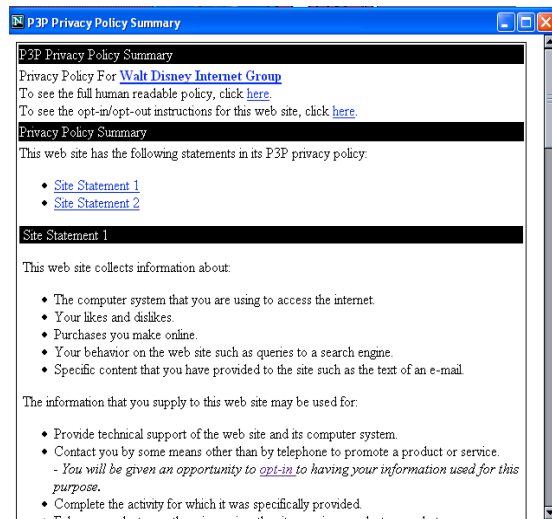 P3P Privacy Policy Summary
P3P Privacy Policy Summary
Privacy Policy For Walt Disney Internet Group
To see the full human readable policy, click here.
To see the opt-in/opt-out instructions for this web site, click here.
Privacy Policy Summary
This web site has the following statements in its P3P privacy policy:
Site Statement 1
Site Statement 2
Site Statement 1
This web site collects information about:
The computer system that you are using to access the internet.
Your likes and dislikes.
Purchases you make online.
Your behavior on the web site such as queries to a search engine.
Specific content that you have provided to the site such as the text of an e-mail.
The information that you supply to this web site may be used for:
Provide technical support of the web site and its computer system.
Contact you by some means other than by telephone to promote a product or service.
- You will be given an opportunity to opt-in to having your information used for this
purpose.
Complete the activity for which it was specifically provided.